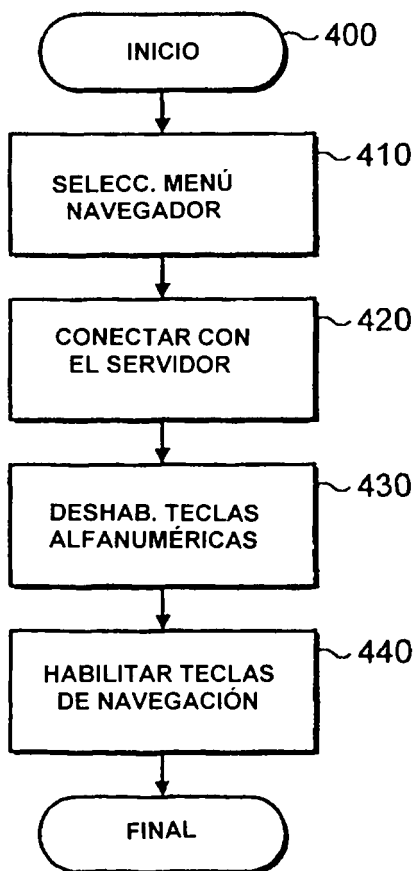 INICIO
400
SELECC. MENÚ
NAVEGADOR
410
CONECTAR CON
EL SERVIDOR
420
DESHAB. TECLAS
ALFANUMÉRICAS
430
HABILITAR TECLAS
DE NAVEGACIÓN
440
FINAL